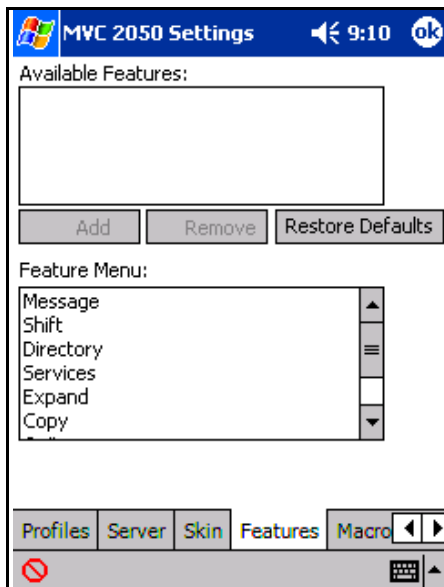 MVC 2050 Settings 9:10 ok
Available Features:
Add Remove Restore Defaults
Feature Menu:
Message
Shift
Directory
Services
Expand
Copy
Profiles Server Skin Features Macro